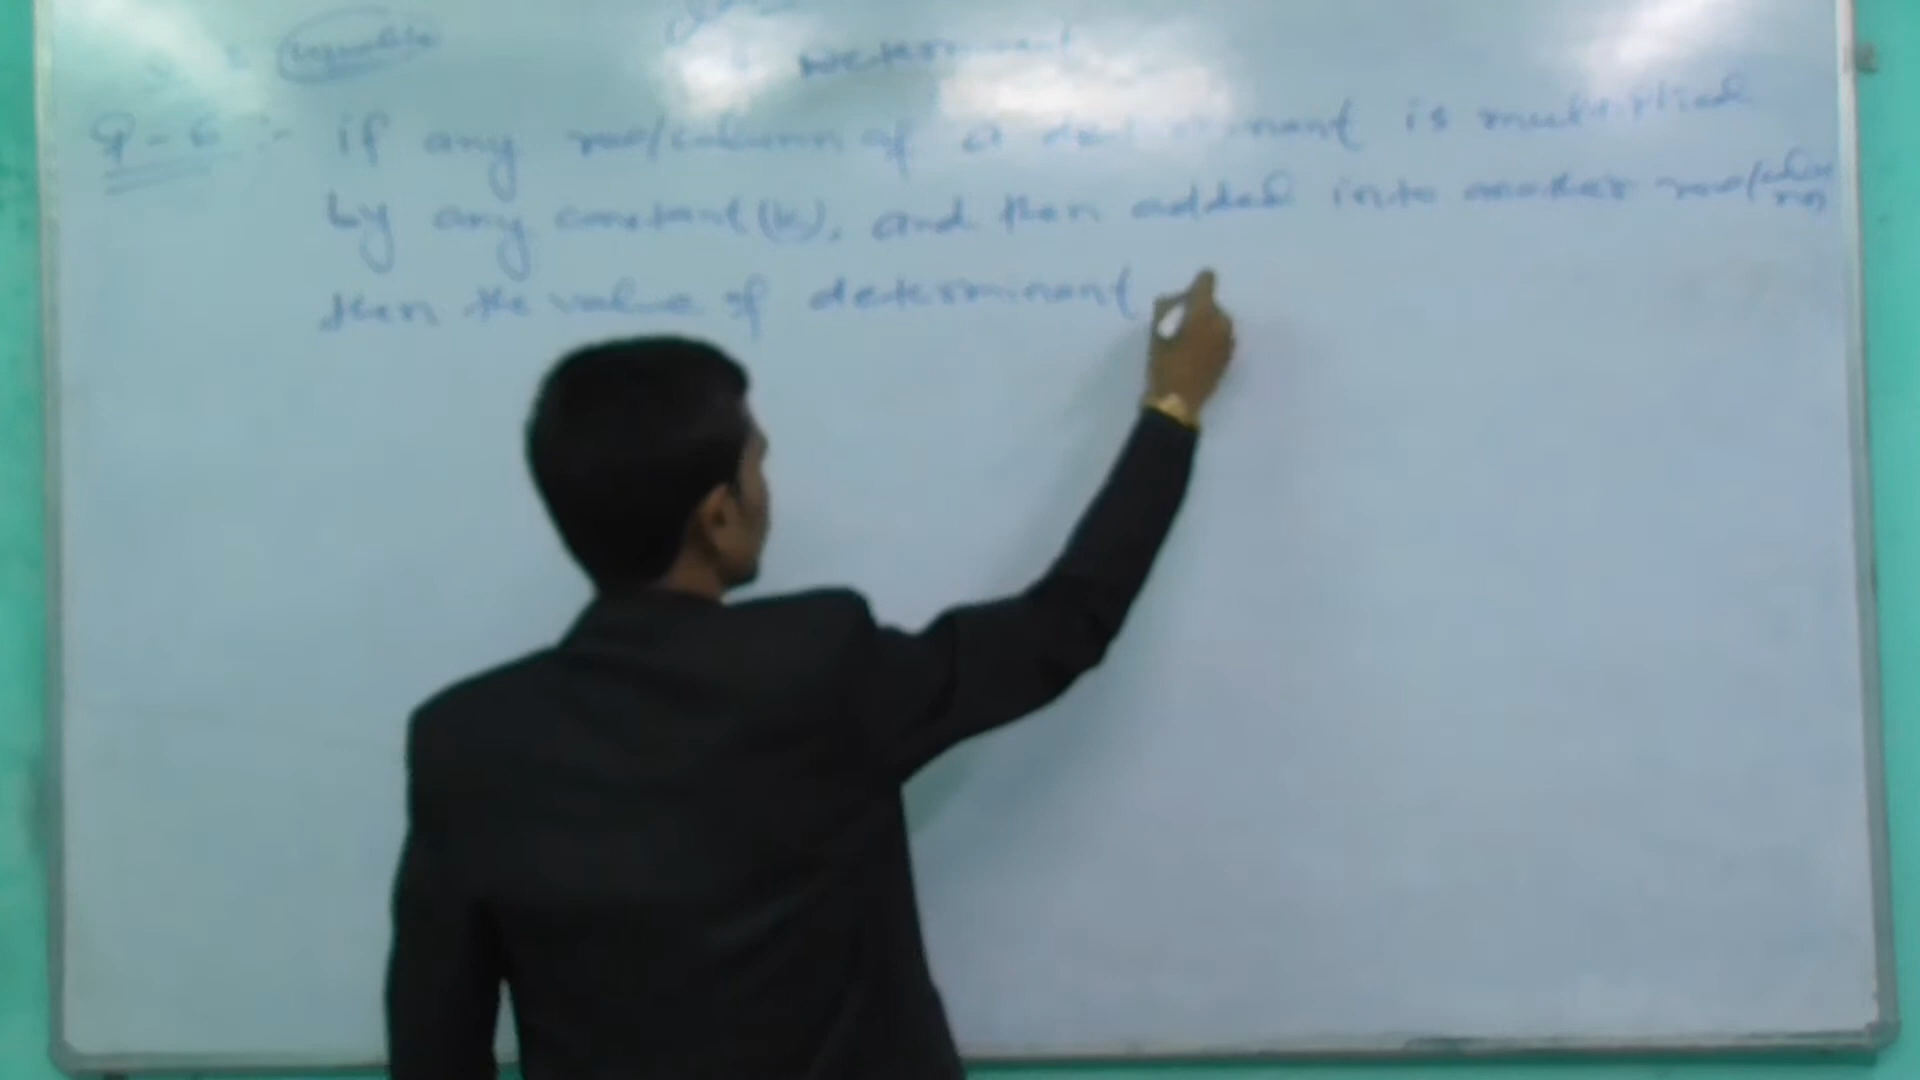 Determinant
P-6 :- if any row/column of a determinant is multiplied
by any constant (k), and then added into another row/column
then the value of determinant